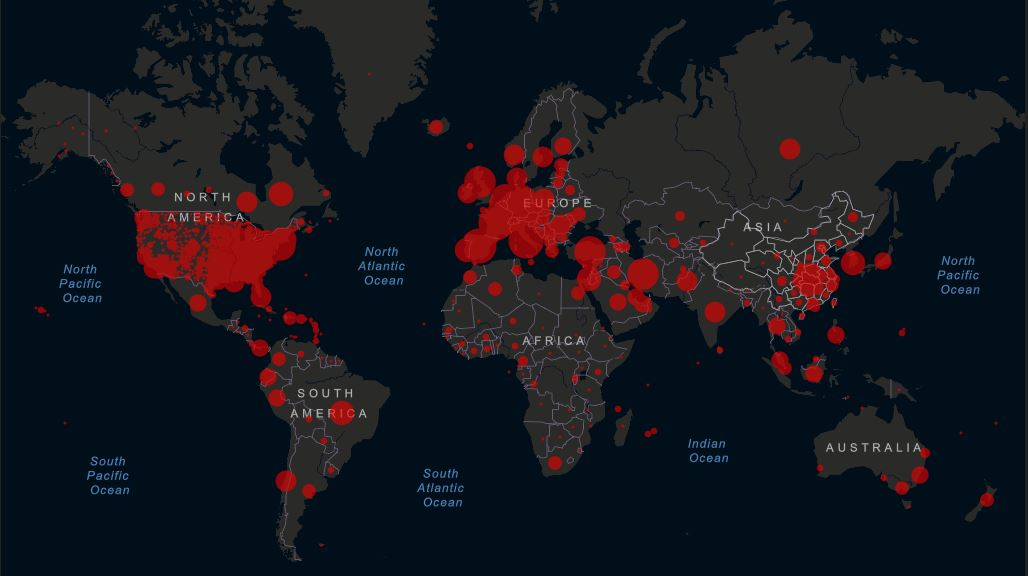 NORTH
AMERICA
EUROPE
ASIA
North
Pacific
Ocean
North
Atlantic
Ocean
North
Pacific
Ocean
AFRICA
SOUTH
AMERICA
South
Pacific
Ocean
South
Atlantic
Ocean
Indian
Ocean
AUSTRALIA